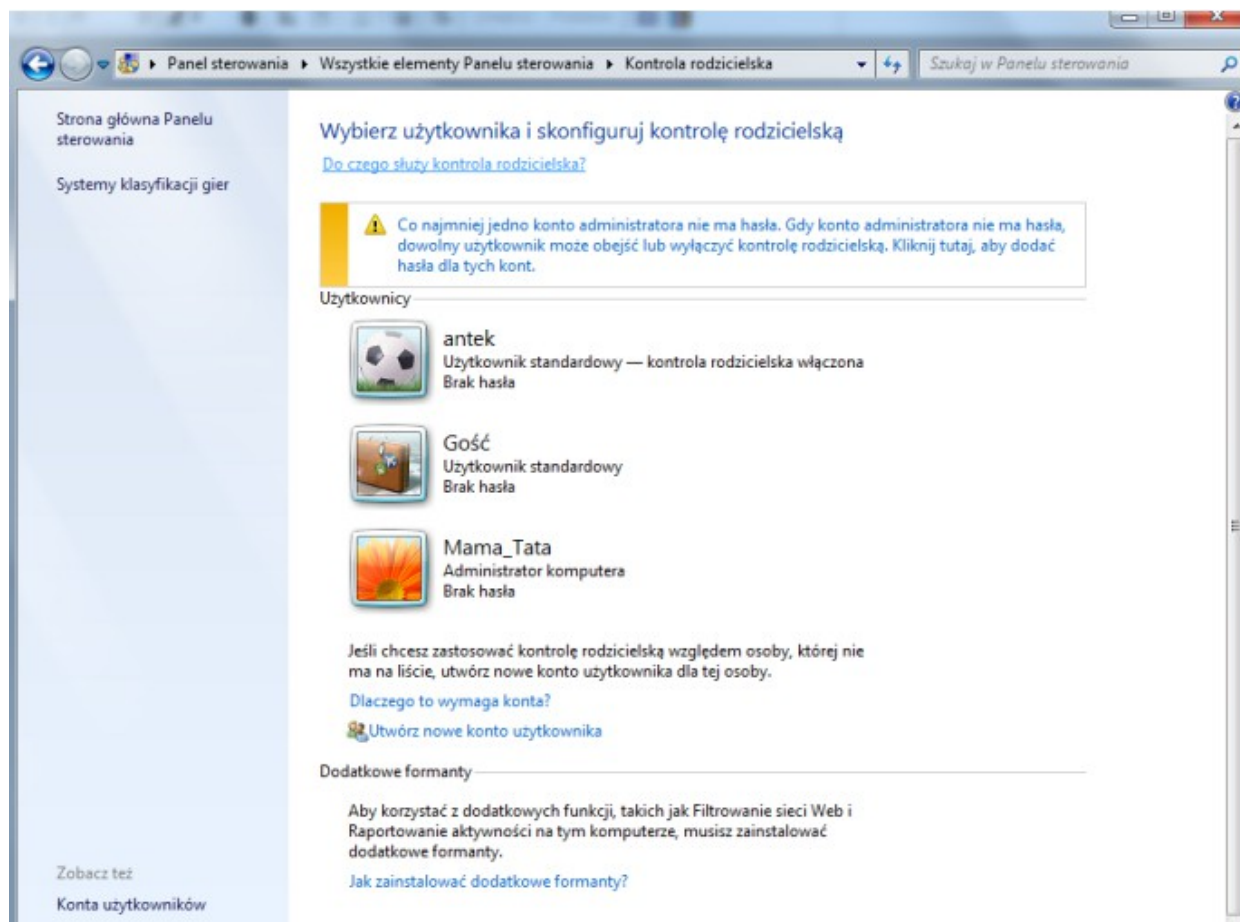 Panel sterowania ▸ Wszystkie elementy Panelu sterowania ▸ Kontrola rodzicielska
Szukaj w Panelu sterowania
Strona główna Panelu
sterowania
Systemy klasyfikacji gier
Wybierz użytkownika i skonfiguruj kontrolę rodzicielską
Do czego służy kontrola rodzicielska?
Co najmniej jedno konto administratora nie ma hasła. Gdy konto administratora nie ma hasła,
dowolny użytkownik może obejść lub wyłączyć kontrolę rodzicielską. Kliknij tutaj, aby dodać
hasła dla tych kont.
Użytkownicy
antek
Użytkownik standardowy — kontrola rodzicielska włączona
Brak hasła
Gość
Użytkownik standardowy
Brak hasła
Mama_Tata
Administrator komputera
Brak hasła
Jeśli chcesz zastosować kontrolę rodzicielską względem osoby, której nie
ma na liście, utwórz nowe konto użytkownika dla tej osoby.
Dlaczego to wymaga konta?
Utwórz nowe konto użytkownika
Dodatkowe formanty
Aby korzystać z dodatkowych funkcji, takich jak Filtrowanie sieci Web i
Raportowanie aktywności na tym komputerze, musisz zainstalować
dodatkowe formanty.
Jak zainstalować dodatkowe formanty?
Zobacz też
Konta użytkowników